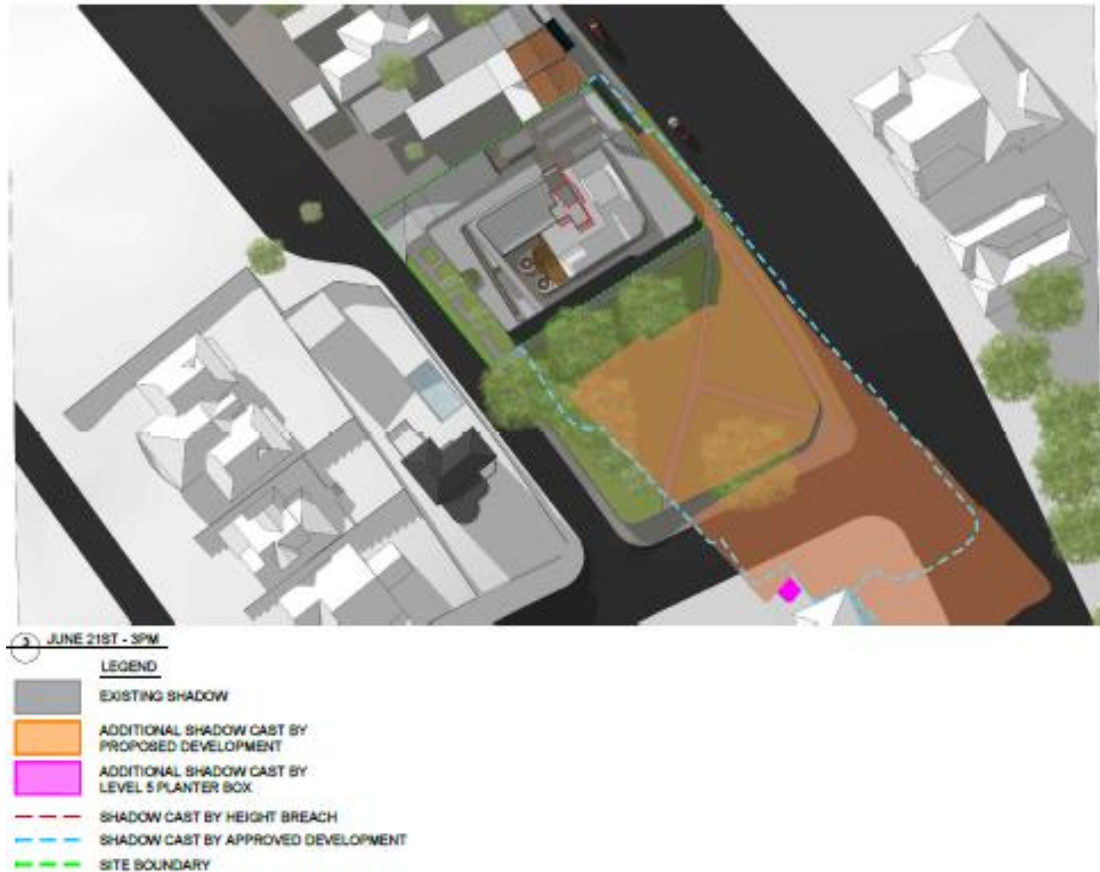 3 JUNE 21ST - 3PM
LEGEND
EXISTING SHADOW
ADDITIONAL SHADOW CAST BY
PROPOSED DEVELOPMENT
ADDITIONAL SHADOW CAST BY
LEVEL 5 PLANTER BOX
SHADOW CAST BY HEIGHT BREACH
SHADOW CAST BY APPROVED DEVELOPMENT
SITE BOUNDARY